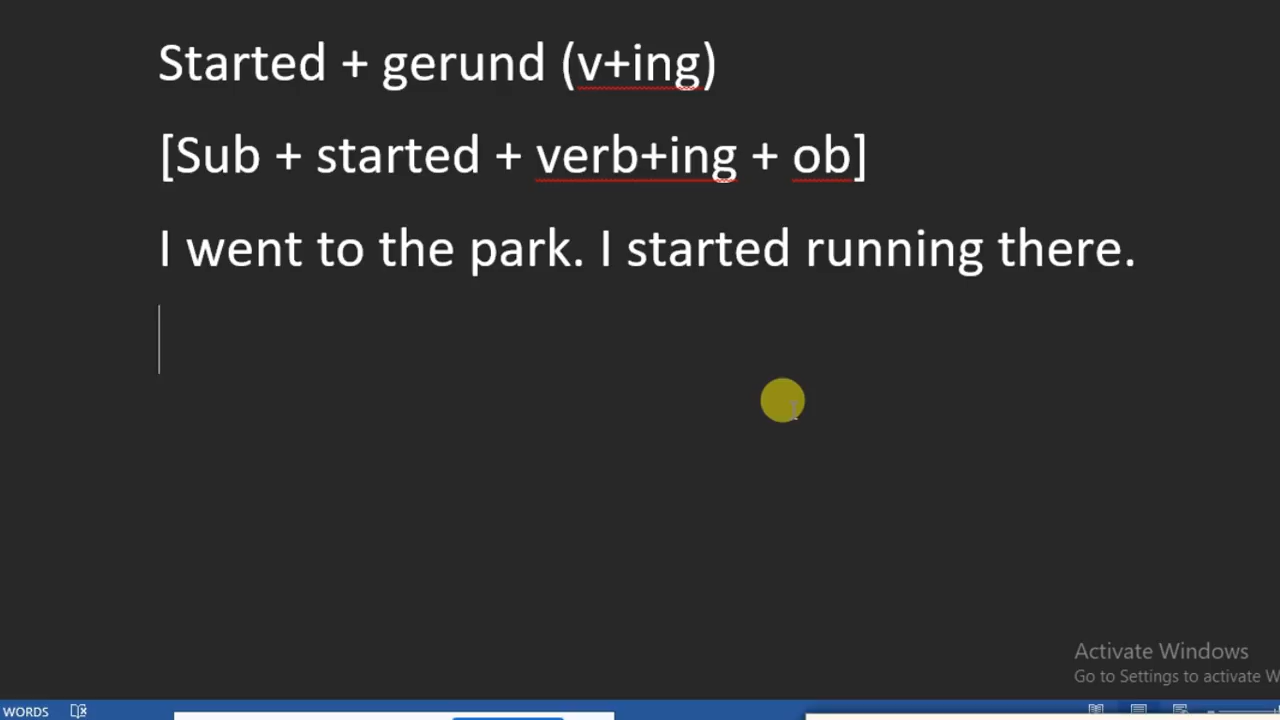 Started + gerund (v+ing)
[Sub + started + verb+ing + ob]
I went to the park. I started running there.
Activate Windows
Go to Settings to activate W
WORDS